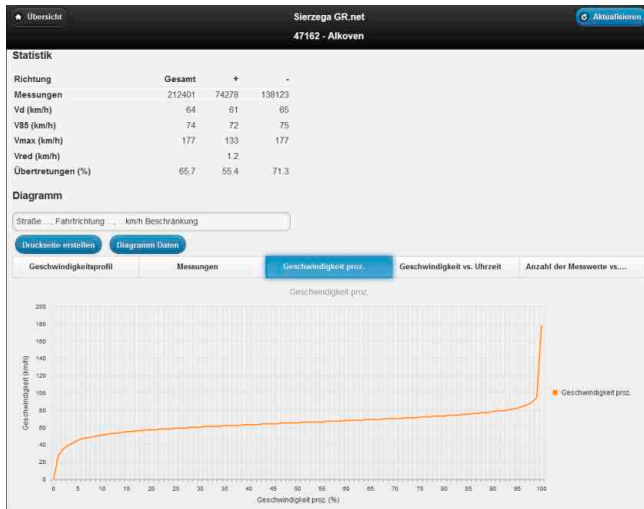 Übersicht
Sierzega GR.net
Aktualisieren
47162 - Alkoven
Statistik
Richtung Gesamt + -
Messungen 212401 74278 138123
Vd (km/h) 64 61 65
V85 (km/h) 74 72 75
Vmax (km/h) 177 133 177
Vred (km/h) 1.2
Übertretungen (%) 65.7 55.4 71.3
Diagramm
Straße ..., Fahrtrichtung ..., .. km/h Beschränkung
Druckseite erstellen Diagramm Daten
Geschwindigkeitsprofil Messungen Geschwindigkeit proz. Geschwindigkeit vs. Uhrzeit Anzahl der Messwerte vs....
Geschwindigkeit proz.
200
180
160
140
120
100
80
60
40
20
0
Geschwindigkeit (km/h)
Geschwindigkeit proz.
0 5 10 15 20 25 30 35 40 45 50 55 60 65 70 75 80 85 90 95 100
Geschwindigkeit proz. (%)